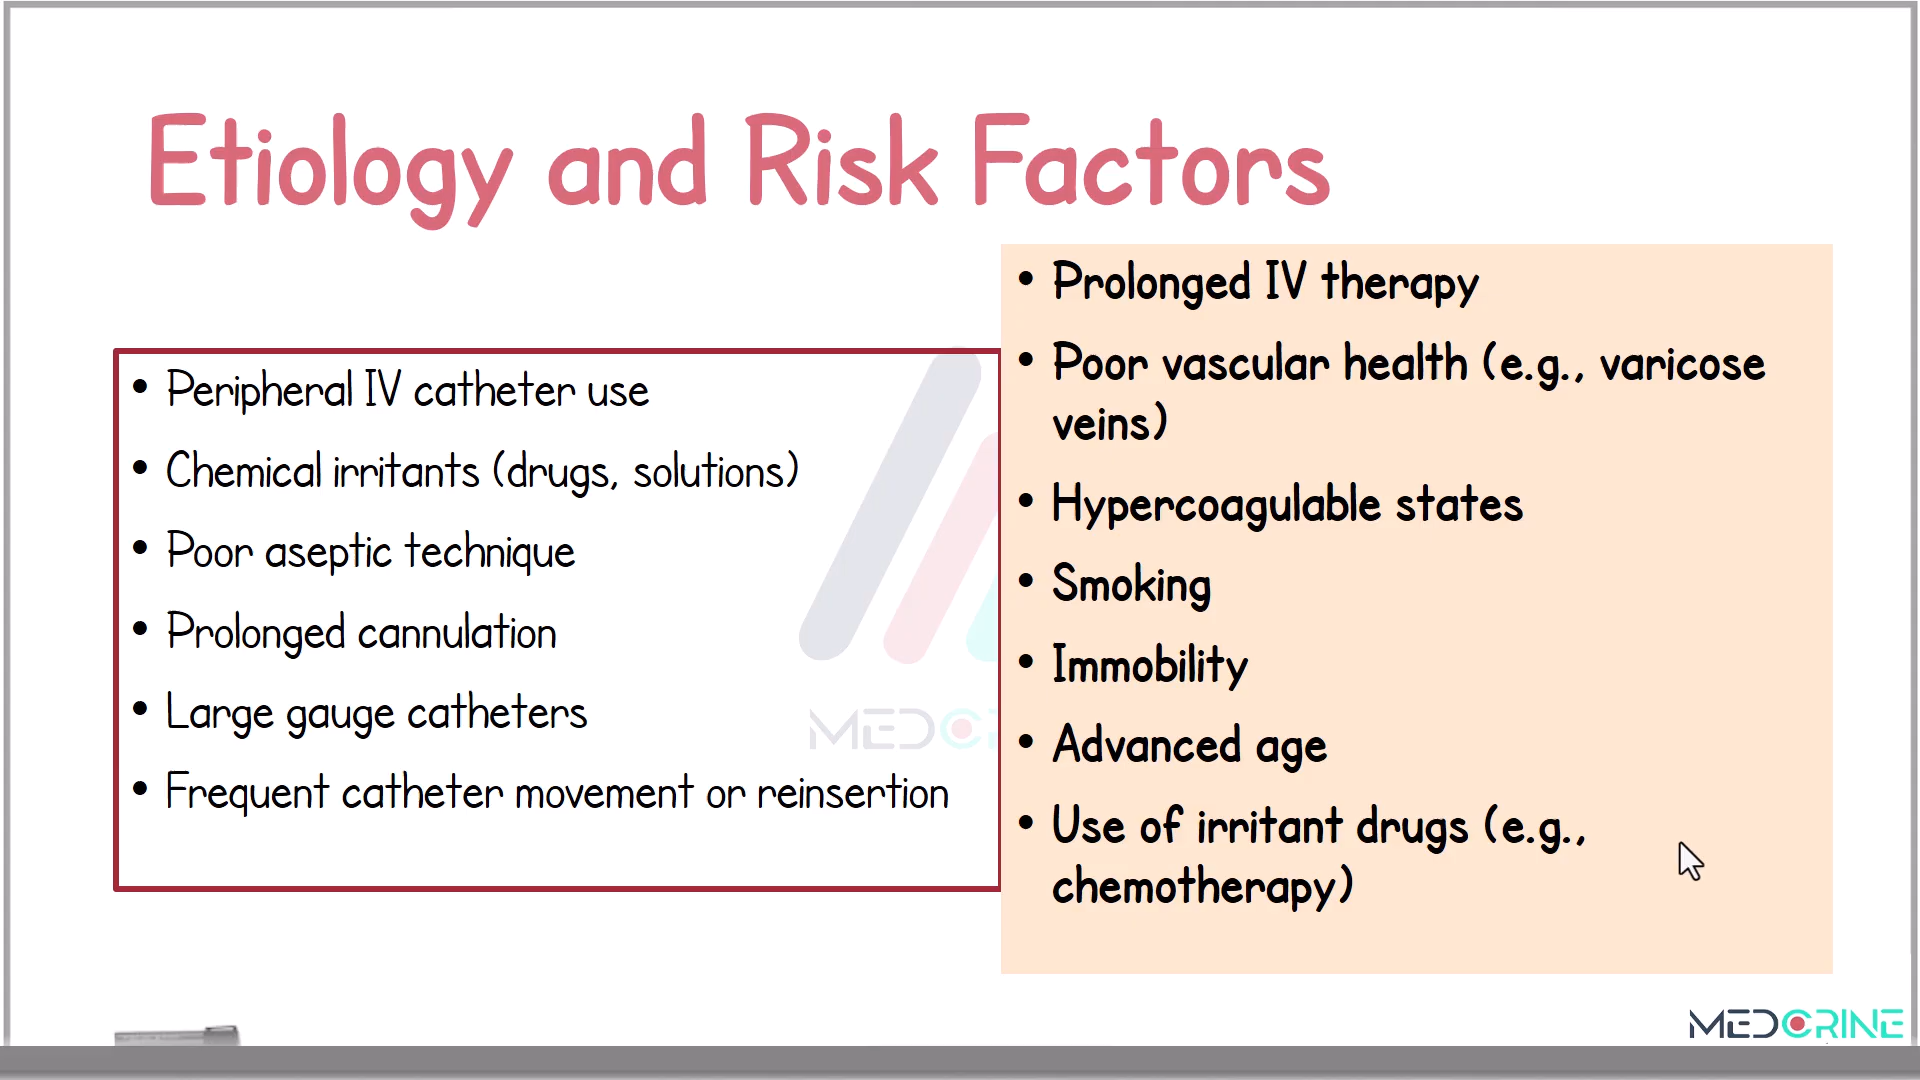 Etiology and Risk Factors
• Peripheral IV catheter use
• Chemical irritants (drugs, solutions)
• Poor aseptic technique
• Prolonged cannulation
• Large gauge catheters
• Frequent catheter movement or reinsertion
• Prolonged IV therapy
• Poor vascular health (e.g., varicose
veins)
• Hypercoagulable states
• Smoking
• Immobility
• Advanced age
• Use of irritant drugs (e.g.,
chemotherapy)
MEDCRINE